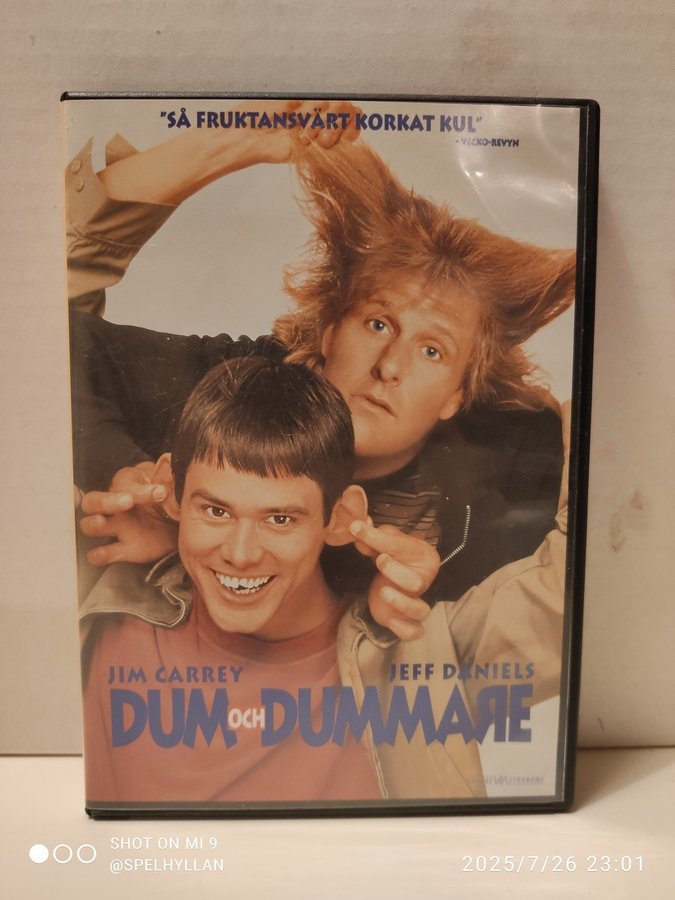 "SÅ FRUKTANSVÄRT KORKAT KUL"
- VECKO-REVYN
JIM CARREY
JEFF DANIELS
DUM OCH DUMMARE
SHOT ON MI 9
@SPELHYLLAN
2025/7/26 23:01